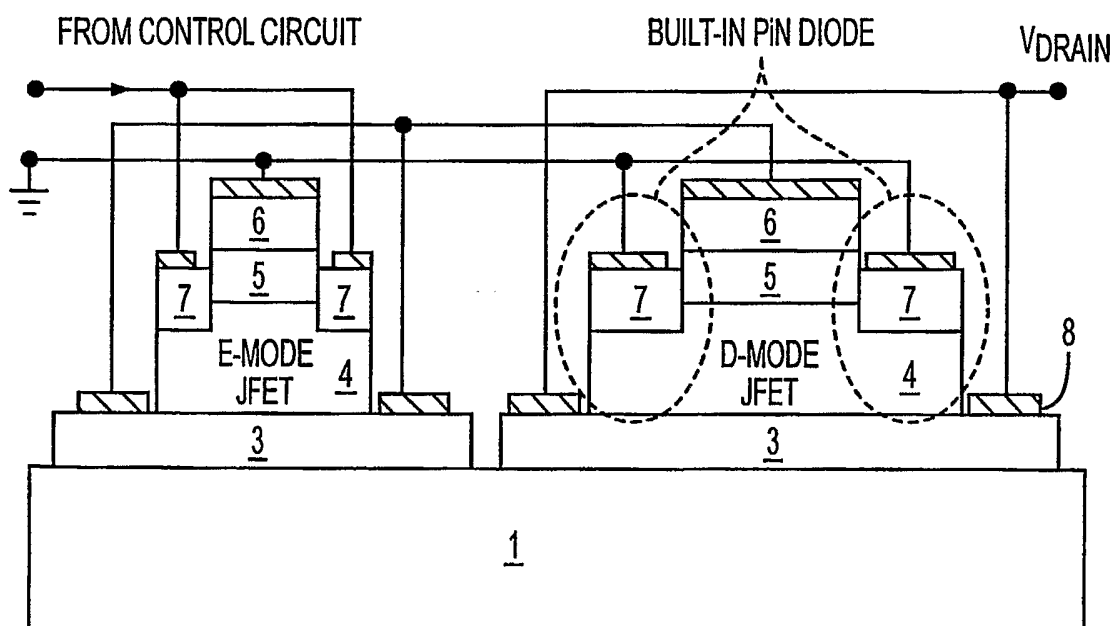 FROM CONTROL CIRCUIT
BUILT-IN PiN DIODE
VDRAIN
6
6
5
5
7
7
7
7
8
E-MODE
JFET
4
D-MODE
JFET
4
3
3
1